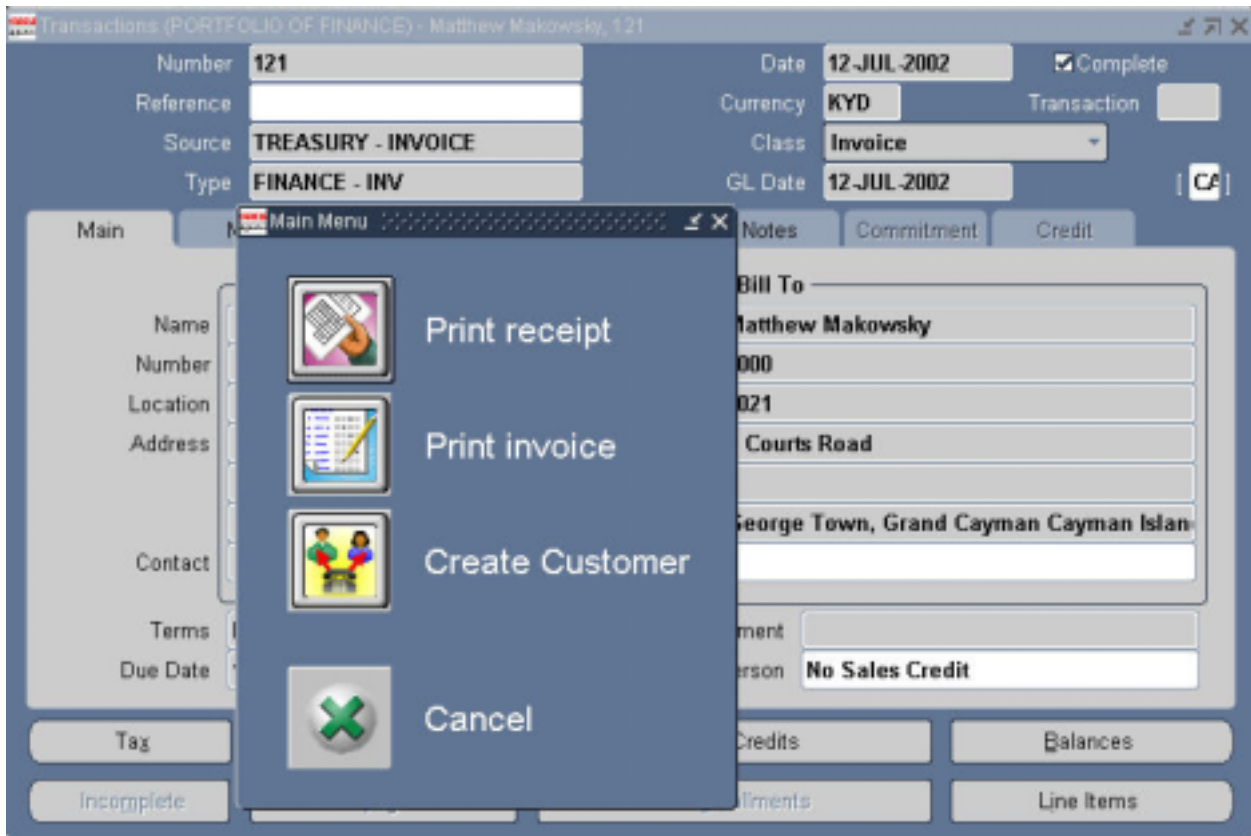 Transactions (PORTFOLIO OF FINANCE) - Matthew Makowsky, 121
Number 121 Date 12-JUL-2002 Complete
Reference Currency KYD Transaction
Source TREASURY - INVOICE Class Invoice
Type FINANCE - INV GL Date 12-JUL-2002 [ CA ]
Main Notes Commitment Credit
Main Menu
Print receipt
Print invoice
Create Customer
Cancel
Bill To
Name Matthew Makowsky
Number 000
Location 021
Address Courts Road
George Town, Grand Cayman Cayman Islan
Contact
Terms ment
Due Date erson No Sales Credit
Tax Credits Balances
Incomplete llments Line Items